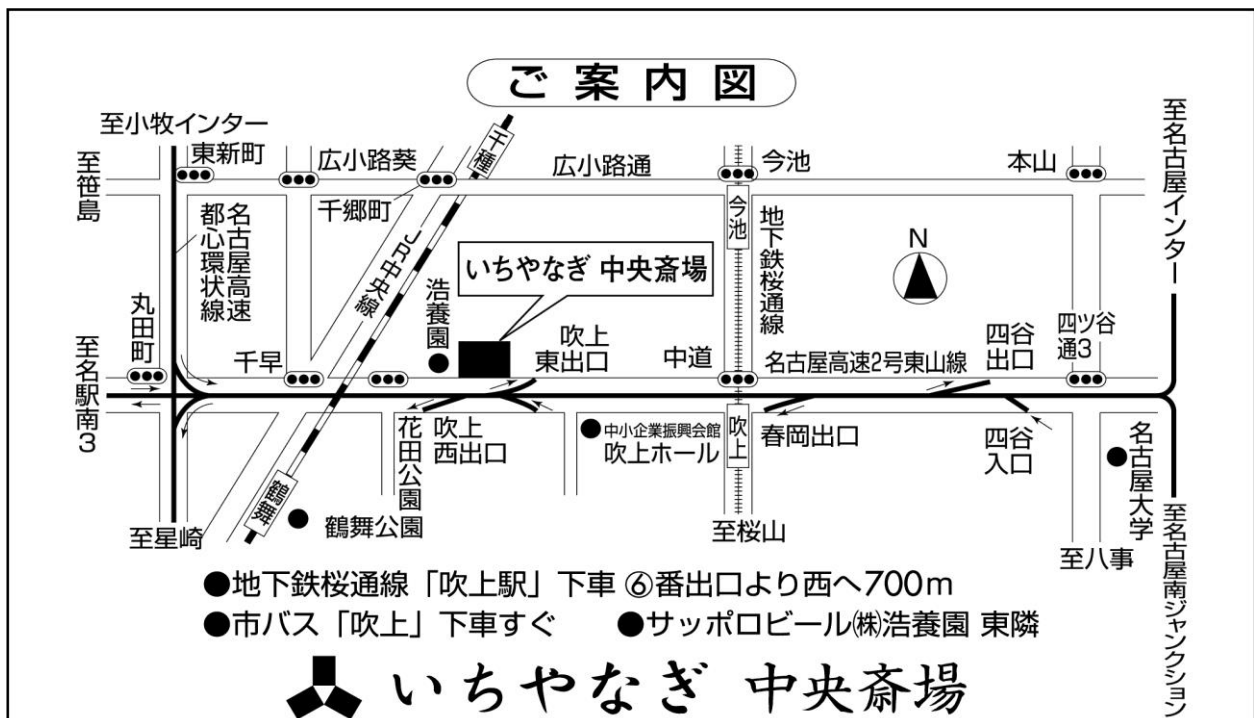 ご案内図
至小牧インター
東新町
広小路葵
千種
広小路通
今池
本山
至名古屋インター
至笹島
千郷町
名古屋高速
都心環状線
JR中央線
いちやなぎ 中央斎場
今池
地下鉄桜通線
N
丸田町
浩養園
吹上
東出口
四谷
出口
四ツ谷
通3
千早
中道
名古屋高速2号東山線
至名駅南3
花田公園
吹上
西出口
中小企業振興会館
吹上ホール
吹上
春岡出口
四谷
入口
名古屋大学
鶴舞
鶴舞公園
至星崎
至桜山
至八事
至名古屋南ジャンクション
●地下鉄桜通線「吹上駅」下車 ⑥番出口より西へ700m
●市バス「吹上」下車すぐ ●サッポロビール㈱浩養園 東隣
いちやなぎ 中央斎場